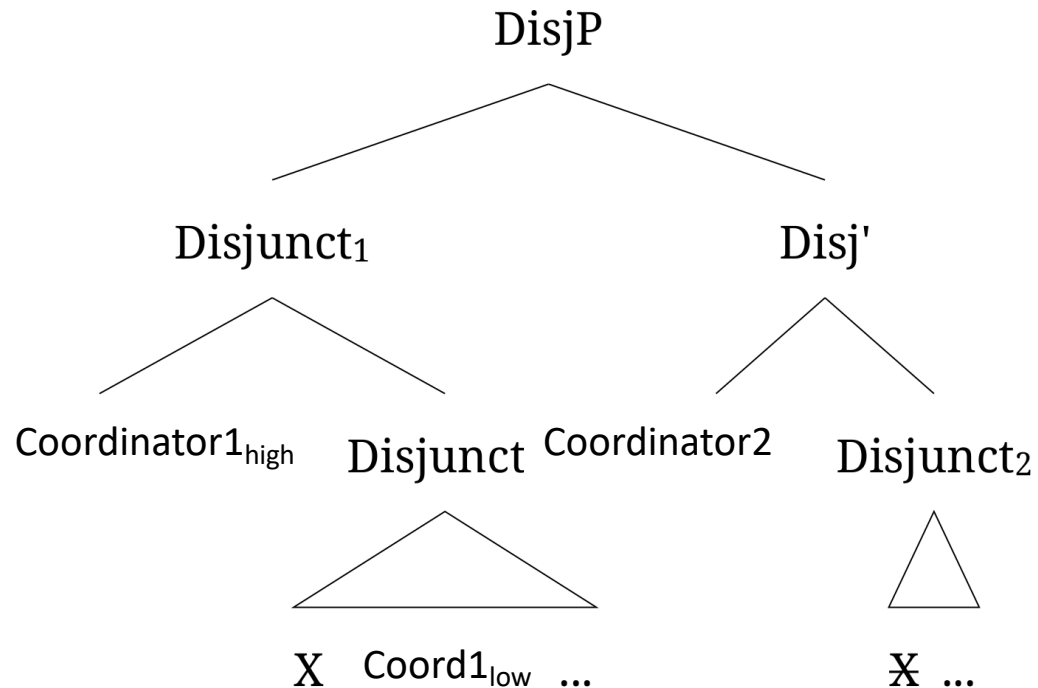 DisjP
Disjunct₁ Disj'
Coordinator1high Disjunct Coordinator2 Disjunct₂
X Coord1low ... X̶ ...